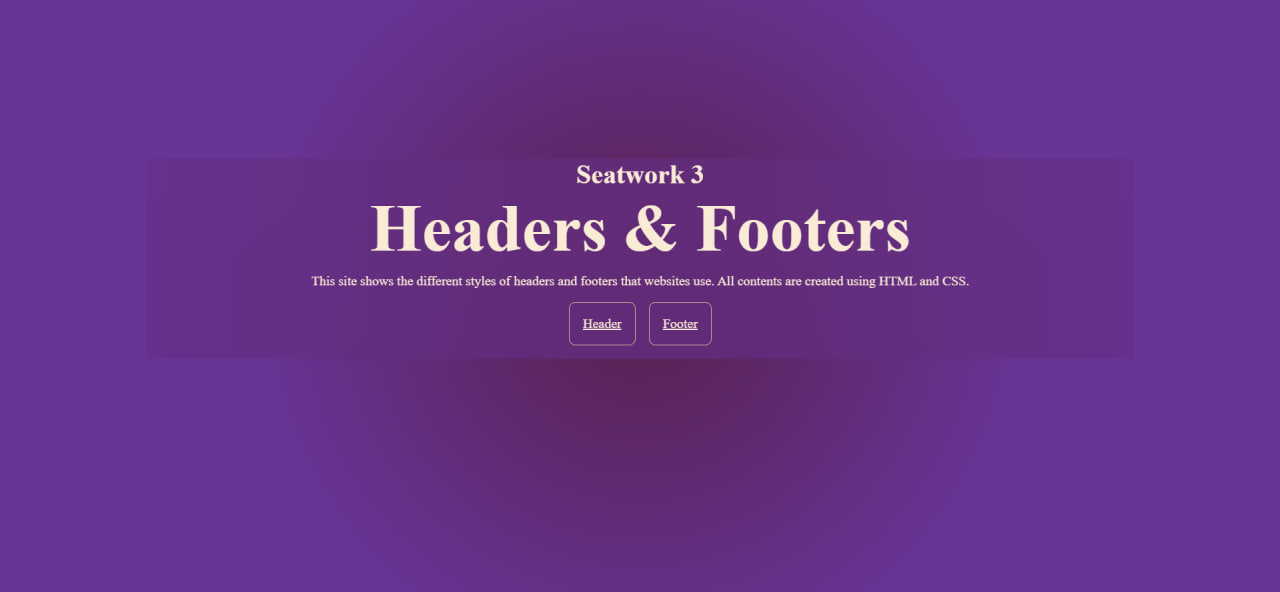 Seatwork 3
Headers & Footers
This site shows the different styles of headers and footers that websites use. All contents are created using HTML and CSS.
Header Footer